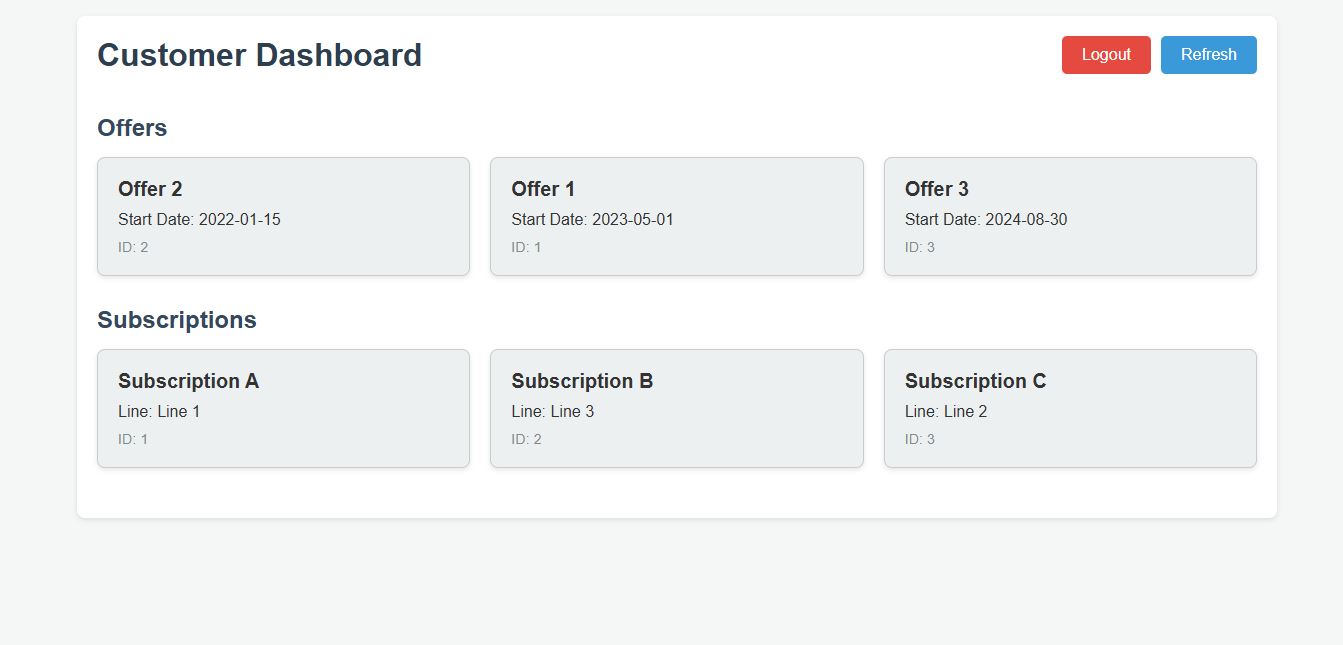 Customer Dashboard
Logout
Refresh
Offers
Offer 2
Start Date: 2022-01-15
ID: 2
Offer 1
Start Date: 2023-05-01
ID: 1
Offer 3
Start Date: 2024-08-30
ID: 3
Subscriptions
Subscription A
Line: Line 1
ID: 1
Subscription B
Line: Line 3
ID: 2
Subscription C
Line: Line 2
ID: 3